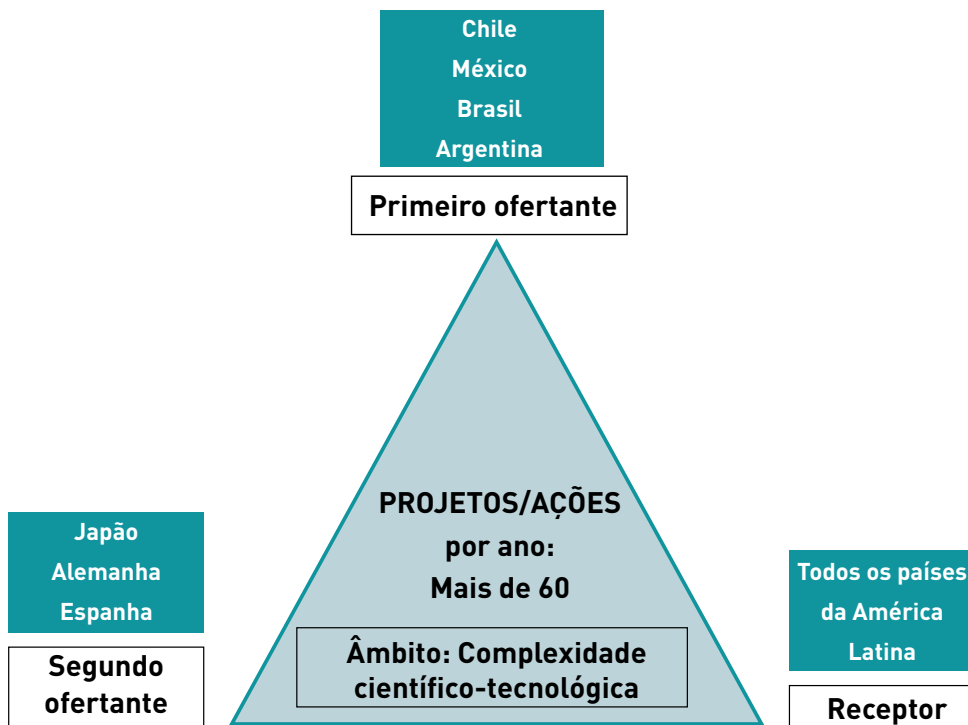 Chile
México
Brasil
Argentina
Primeiro ofertante
PROJETOS/AÇÕES
por ano:
Mais de 60
Âmbito: Complexidade
científico-tecnológica
Japão
Alemanha
Espanha
Segundo
ofertante
Todos os países
da América
Latina
Receptor